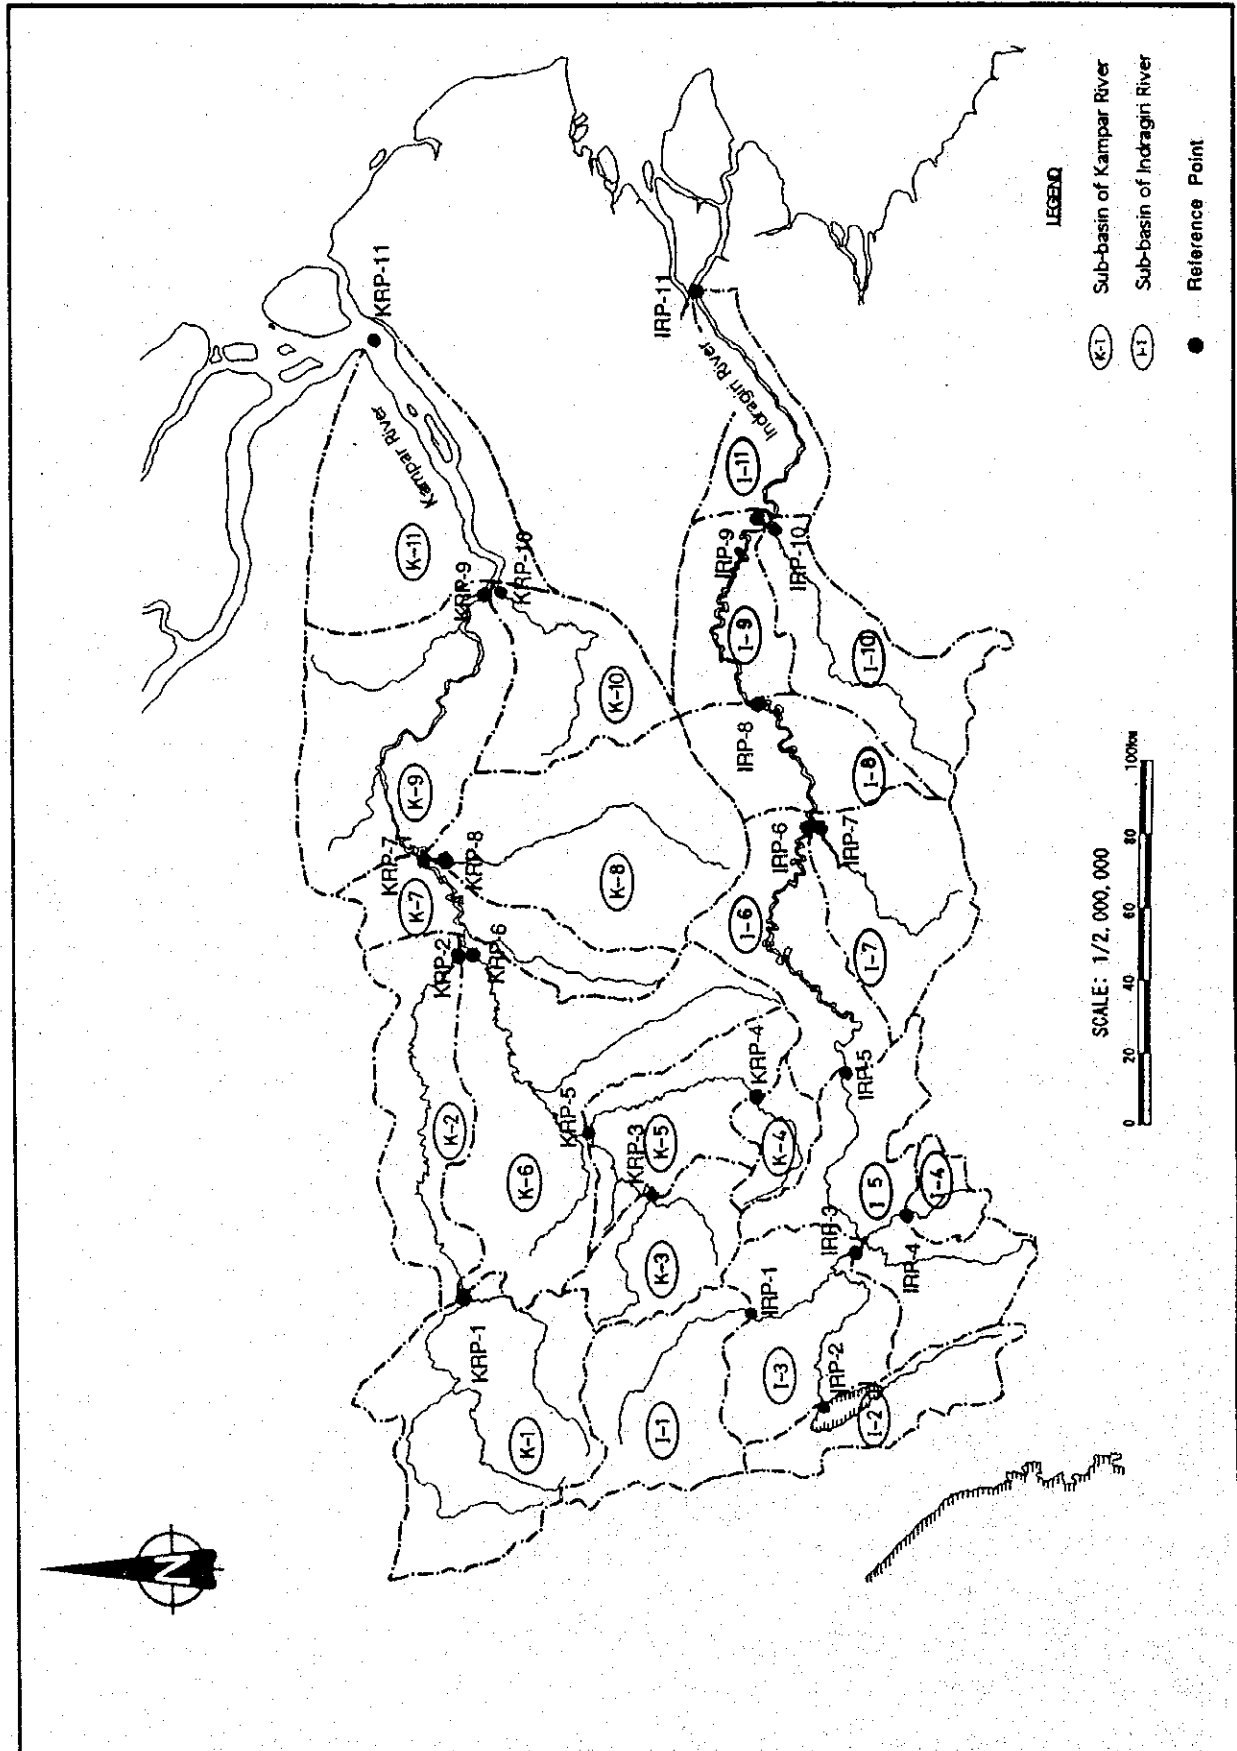 N
KRP-11
Kampar River
K-11
KRP-9
KRP-10
K-9
K-10
KRP-7
KRP-8
K-7
K-8
KRP-2
KRP-6
K-2
K-6
KRP-5
KRP-4
KRP-3
K-5
K-4
K-3
KRP-1
K-1
IRP-11
Indragiri River
I-11
IRP-9
IRP-10
I-9
I-10
IRP-8
I-8
IRP-6
IRP-7
I-6
I-7
IRP-5
I 5
I-4
IRP-3
IRP-4
IRP-1
I-3
IRP-2
I-1
I-2
LEGEND
K-1 Sub-basin of Kampar River
I-1 Sub-basin of Indragiri River
Reference Point
SCALE: 1/2,000,000
0 20 40 60 80 100km